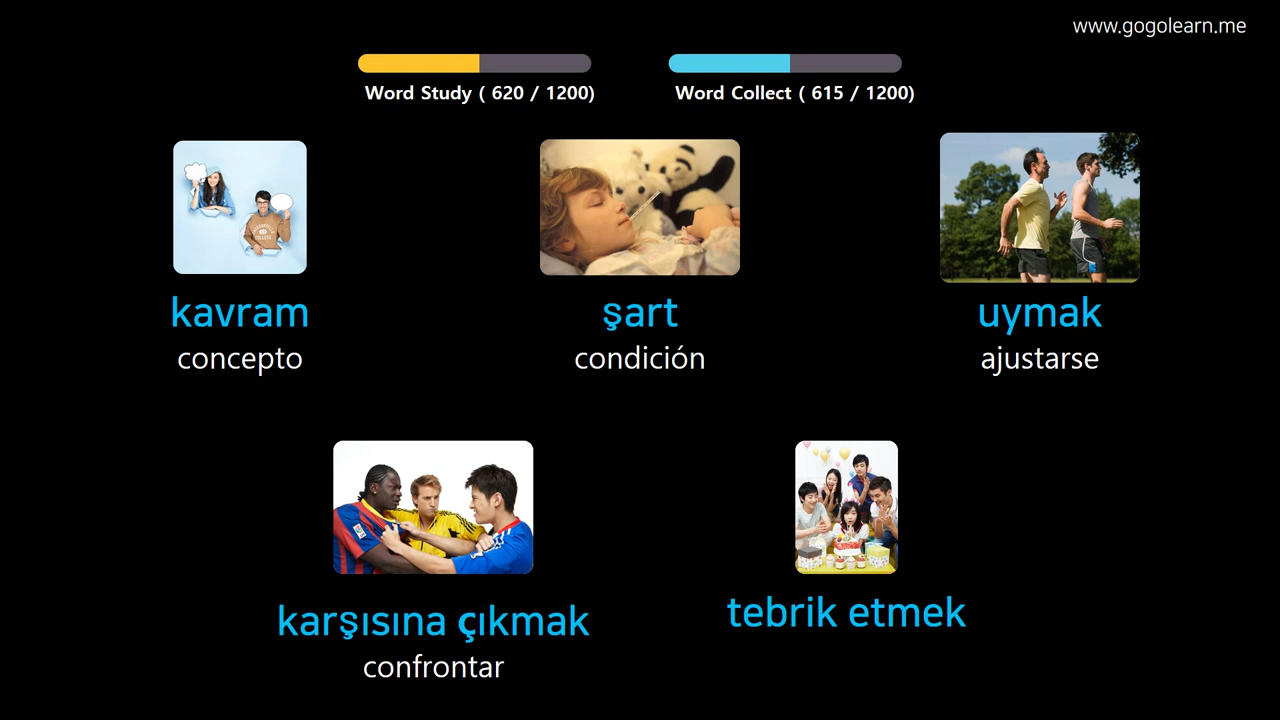 www.gogolearn.me
Word Study ( 620 / 1200)
Word Collect ( 615 / 1200)
kavram
concepto
şart
condición
uymak
ajustarse
karşısına çıkmak
confrontar
tebrik etmek